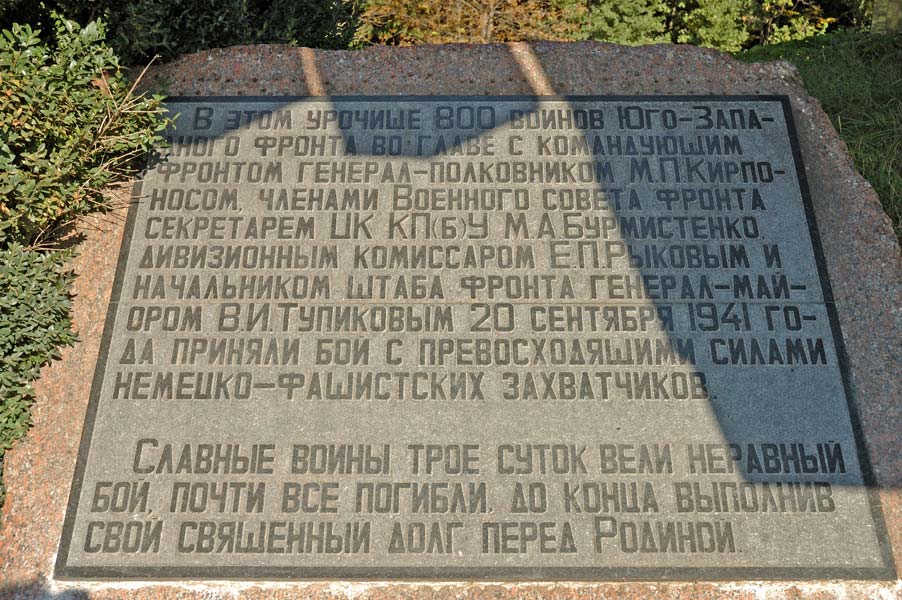 В этом урочище 800 воинов Юго-Запад-
ного фронта во главе с командующим
фронтом генерал-полковником М.П.Кирпо-
носом, членами Военного совета фронта
секретарем ЦК КП(б)У М.А.Бурмистенко,
дивизионным комиссаром Е.П.Рыковым и
начальником штаба фронта генерал-май-
ором В.И.Тупиковым 20 сентября 1941 го-
да приняли бой с превосходящими силами
немецко-фашистских захватчиков.
Славные воины трое суток вели неравный
бой, почти все погибли, до конца выполнив
свой священный долг перед Родиной.